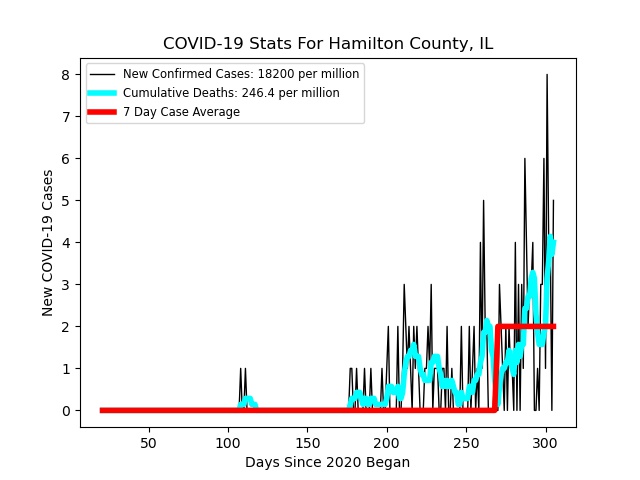 COVID-19 Stats For Hamilton County, IL
New Confirmed Cases: 18200 per million
Cumulative Deaths: 246.4 per million
7 Day Case Average
8
7
6
5
4
3
2
1
0
New COVID-19 Cases
50 100 150 200 250 300
Days Since 2020 Began